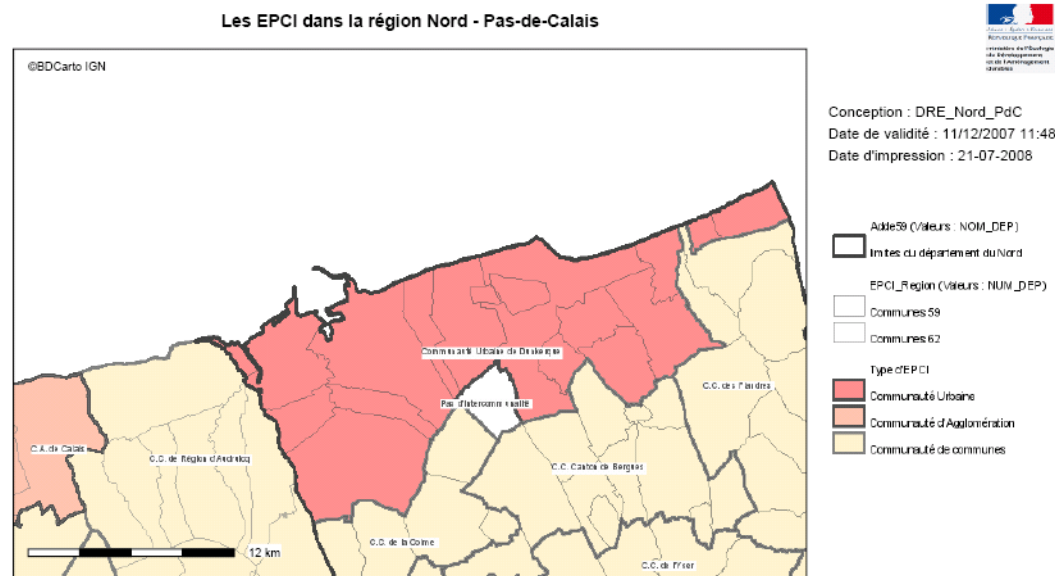 Les EPCI dans la région Nord - Pas-de-Calais
©BDCarto IGN
RÉPUBLIQUE FRANÇAISE
Conception : DRE_Nord_PdC
Date de validité : 11/12/2007 11:48
Date d'impression : 21-07-2008
Adde59 (Valeurs : NOM_DEP)
limites du département du Nord
EPCI_Region (Valeurs : NUM_DEP)
Communes 59
Communes 62
Type d'EPCI
Communauté Urbaine
Communauté d'Agglomération
Communauté de communes
Communauté Urbaine de Dunkerque
C.C. des Flandres
Pas d'intercommunalité
C.A. de Calais
C.C. de Région d'Audruicq
C.C. Canton de Bergues
C.C. de la Colme
C.C. de l'Yser
12 km